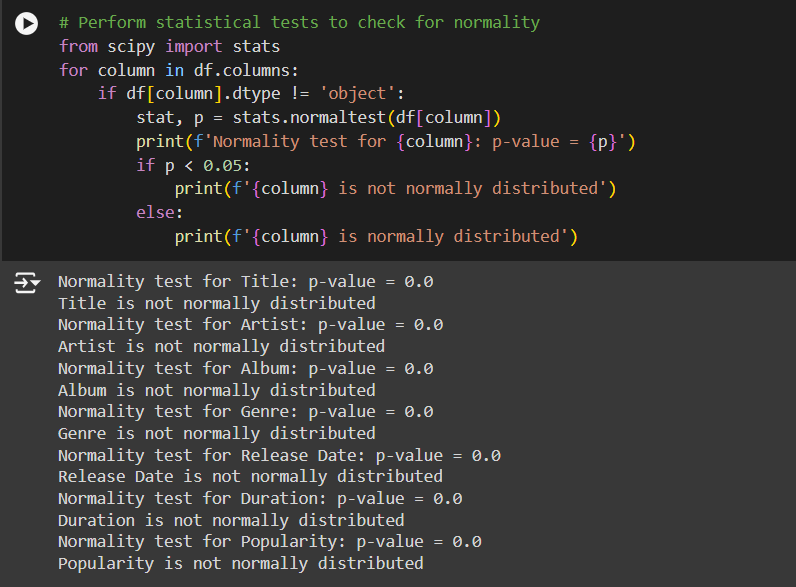 # Perform statistical tests to check for normality
from scipy import stats
for column in df.columns:
    if df[column].dtype != 'object':
        stat, p = stats.normaltest(df[column])
        print(f'Normality test for {column}: p-value = {p}')
        if p < 0.05:
            print(f'{column} is not normally distributed')
        else:
            print(f'{column} is normally distributed')
Normality test for Title: p-value = 0.0
Title is not normally distributed
Normality test for Artist: p-value = 0.0
Artist is not normally distributed
Normality test for Album: p-value = 0.0
Album is not normally distributed
Normality test for Genre: p-value = 0.0
Genre is not normally distributed
Normality test for Release Date: p-value = 0.0
Release Date is not normally distributed
Normality test for Duration: p-value = 0.0
Duration is not normally distributed
Normality test for Popularity: p-value = 0.0
Popularity is not normally distributed